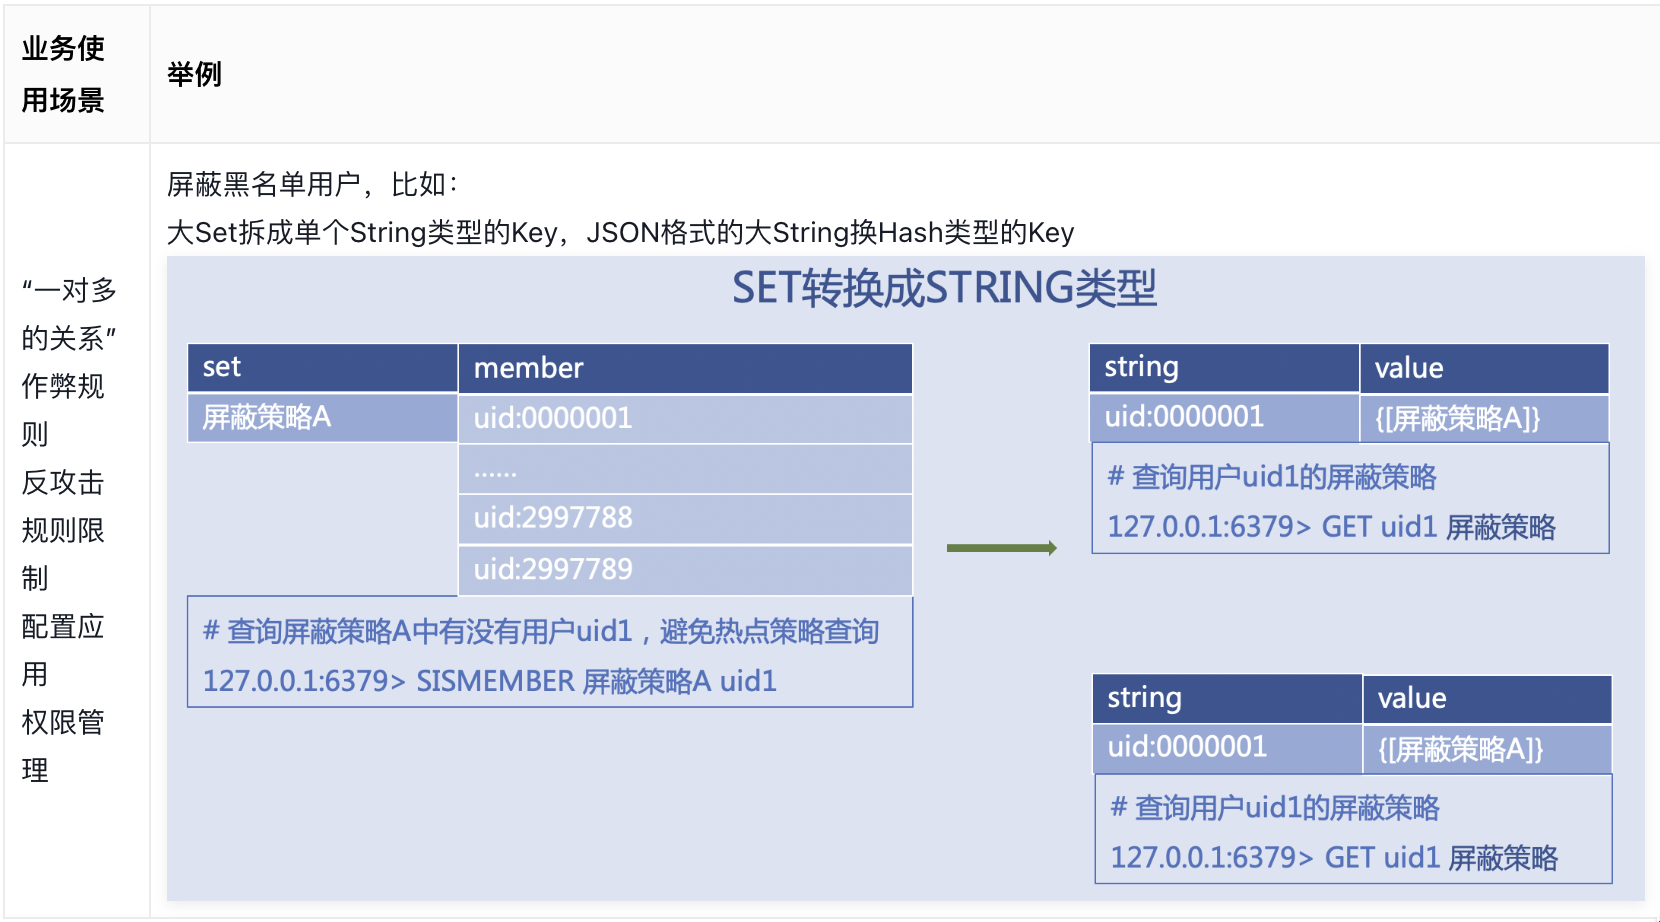 业务使
用场景
举例
“一对多
的关系”
作弊规
则
反攻击
规则限
制
配置应
用
权限管
理
屏蔽黑名单用户，比如：
大Set拆成单个String类型的Key，JSON格式的大String换Hash类型的Key
SET转换成STRING类型
set member
屏蔽策略A uid:0000001
......
uid:2997788
uid:2997789
# 查询屏蔽策略A中有没有用户uid1，避免热点策略查询
127.0.0.1:6379> SISMEMBER 屏蔽策略A uid1
string value
uid:0000001 {[屏蔽策略A]}
# 查询用户uid1的屏蔽策略
127.0.0.1:6379> GET uid1 屏蔽策略
string value
uid:0000001 {[屏蔽策略A]}
# 查询用户uid1的屏蔽策略
127.0.0.1:6379> GET uid1 屏蔽策略